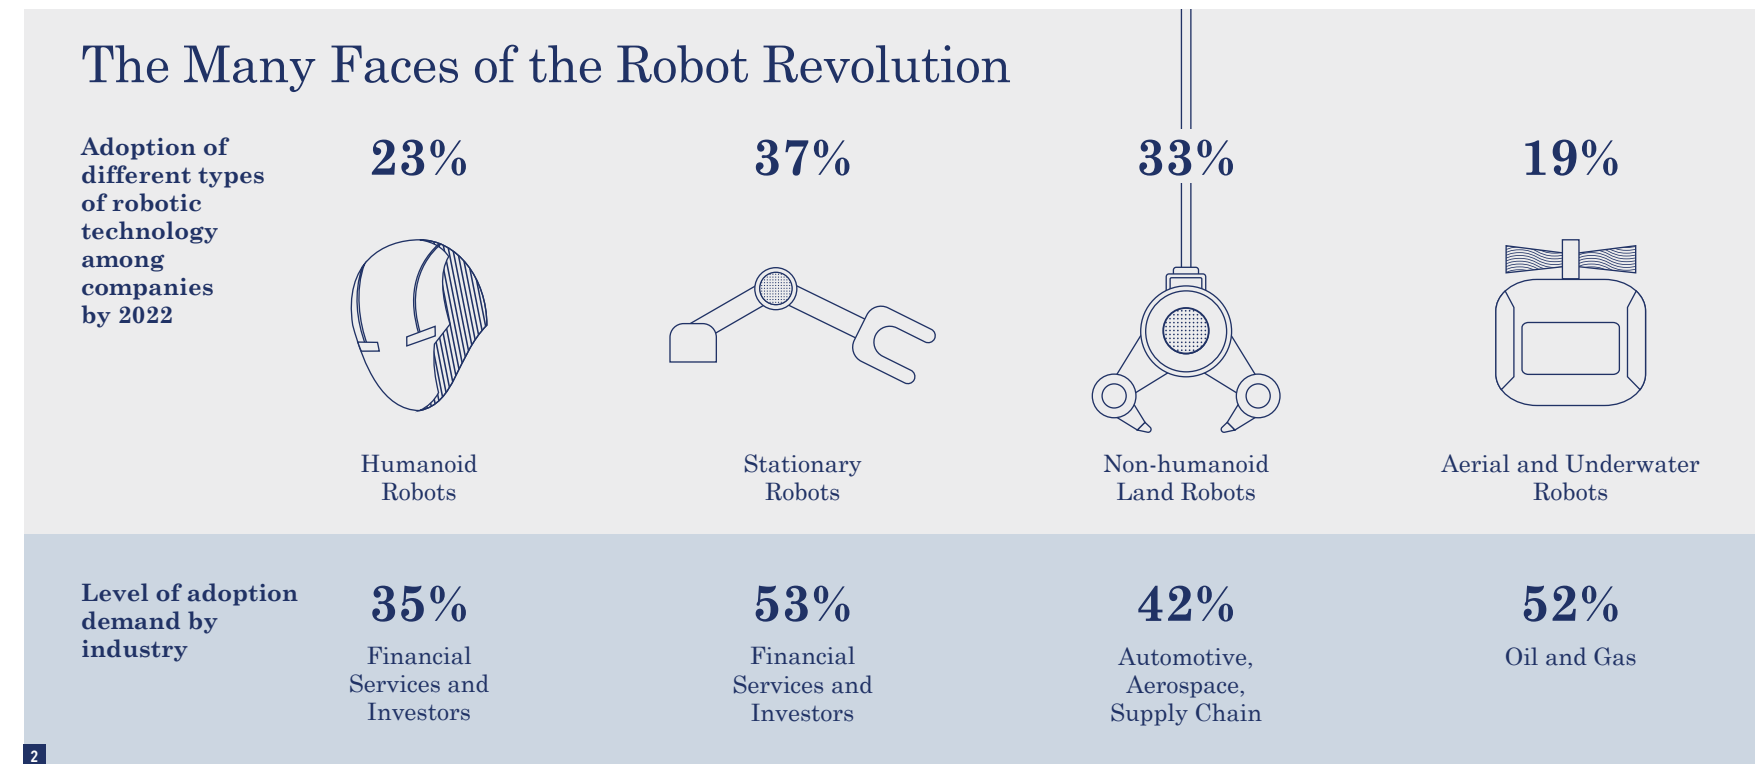 The Many Faces of the Robot Revolution
Adoption of
different types
of robotic
technology
among
companies
by 2022
23%
37%
33%
19%
Humanoid
Robots
Stationary
Robots
Non-humanoid
Land Robots
Aerial and Underwater
Robots
Level of adoption
demand by
industry
35%
Financial
Services and
Investors
53%
Financial
Services and
Investors
42%
Automotive,
Aerospace,
Supply Chain
52%
Oil and Gas
2